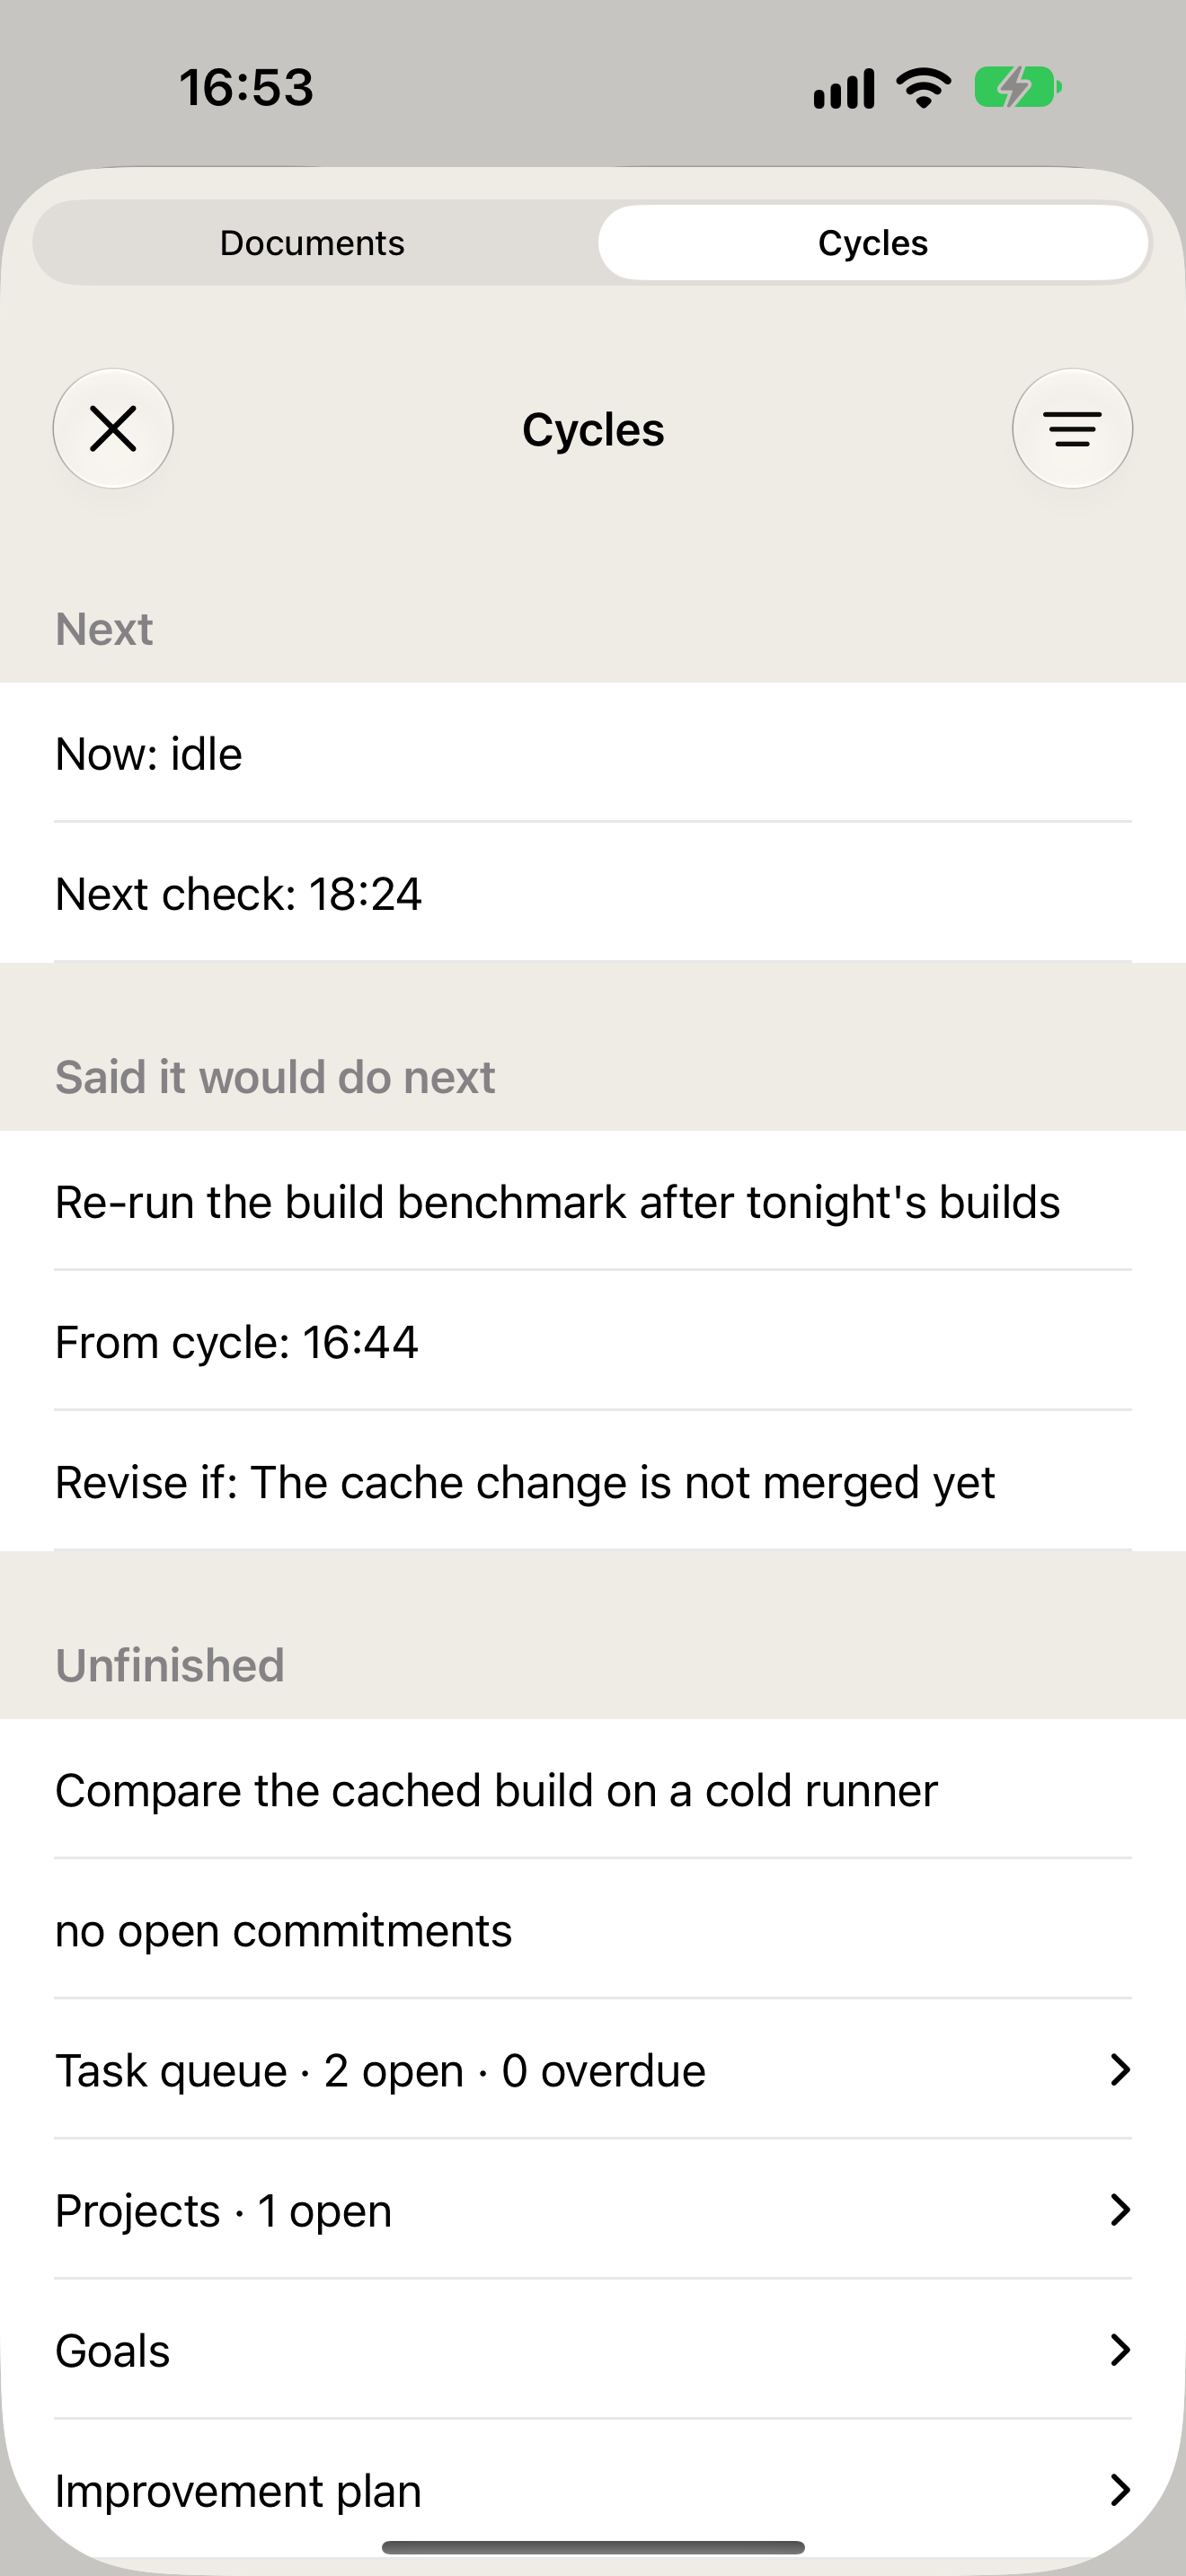 16:53
Documents
Cycles
Cycles
Next
Now: idle
Next check: 18:24
Said it would do next
Re-run the build benchmark after tonight's builds
From cycle: 16:44
Revise if: The cache change is not merged yet
Unfinished
Compare the cached build on a cold runner
no open commitments
Task queue · 2 open · 0 overdue
Projects · 1 open
Goals
Improvement plan